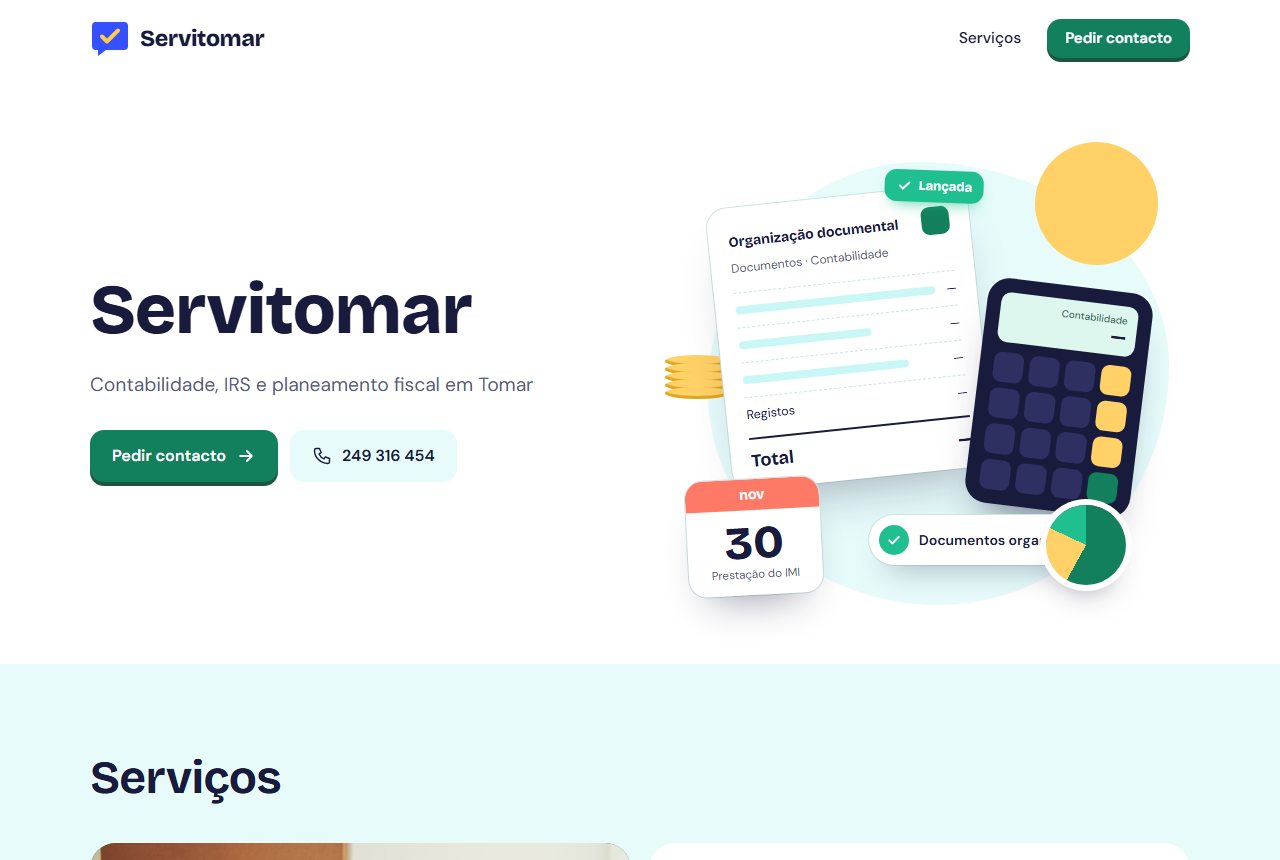 Servitomar
Serviços
Pedir contacto
Servitomar
Contabilidade, IRS e planeamento fiscal em Tomar
Pedir contacto
249 316 454
Lançada
Organização documental
Documentos · Contabilidade
—
—
—
Registos —
Total —
Contabilidade
—
nov
30
Prestação do IMI
Documentos orga
Serviços